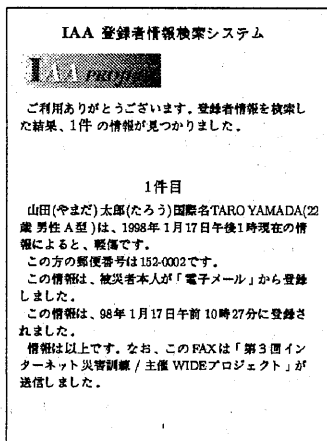 IAA 登録者情報検索システム
IAA PROJECT
ご利用ありがとうございます。登録者情報を検索し
た結果、1件 の情報が見つかりました。
1件目
山田(やまだ)太郎(たろう)国際名TARO YAMADA(22
歳 男性 A型)は、1998年 1月17日午後1時現在の情
報によると、軽傷です。
この方の郵便番号は152-0002です。
この情報は、被災者本人が「電子メール」から登録
しました。
この情報は、98年 1月17日午前 10時27分に登録さ
れました。
情報は以上です。なお、このFAXは「第3回イン
ターネット災害訓練 / 主催 WIDEプロジェクト」が
送信しました。